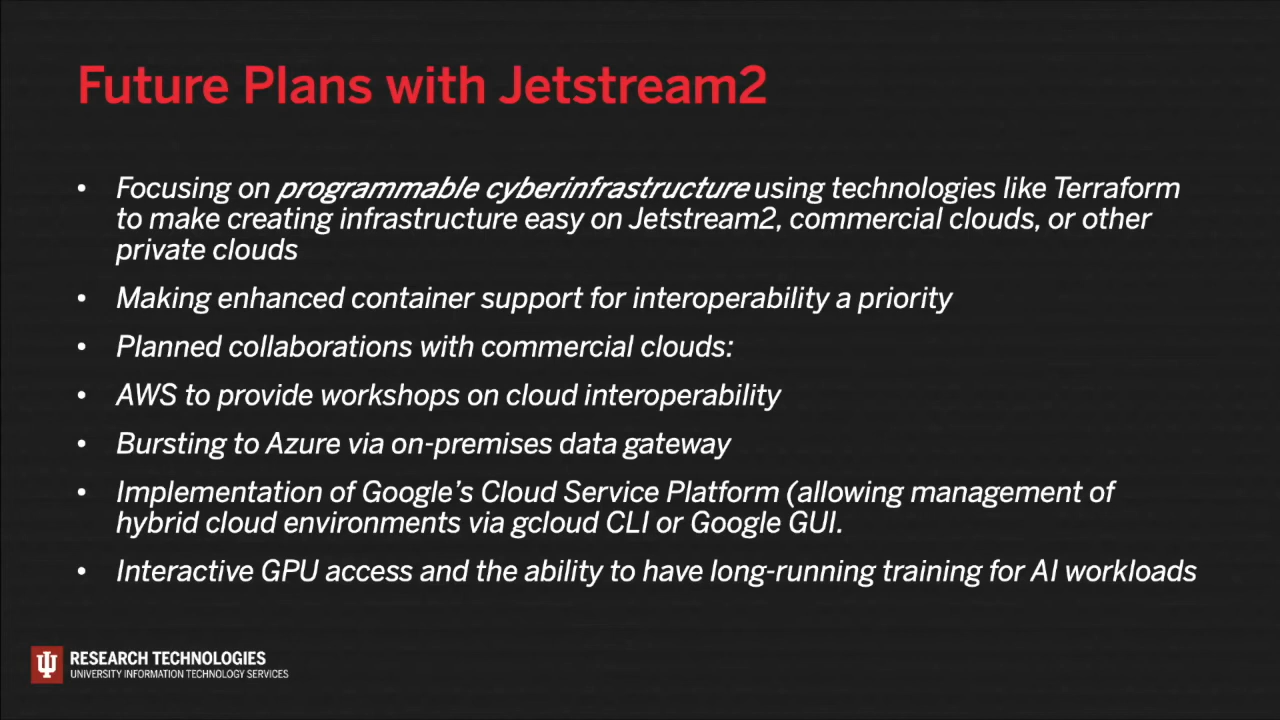 Future Plans with Jetstream2
• Focusing on programmable cyberinfrastructure using technologies like Terraform
to make creating infrastructure easy on Jetstream2, commercial clouds, or other
private clouds
• Making enhanced container support for interoperability a priority
• Planned collaborations with commercial clouds:
• AWS to provide workshops on cloud interoperability
• Bursting to Azure via on-premises data gateway
• Implementation of Google's Cloud Service Platform (allowing management of
hybrid cloud environments via gcloud CLI or Google GUI.
• Interactive GPU access and the ability to have long-running training for AI workloads
RESEARCH TECHNOLOGIES
UNIVERSITY INFORMATION TECHNOLOGY SERVICES